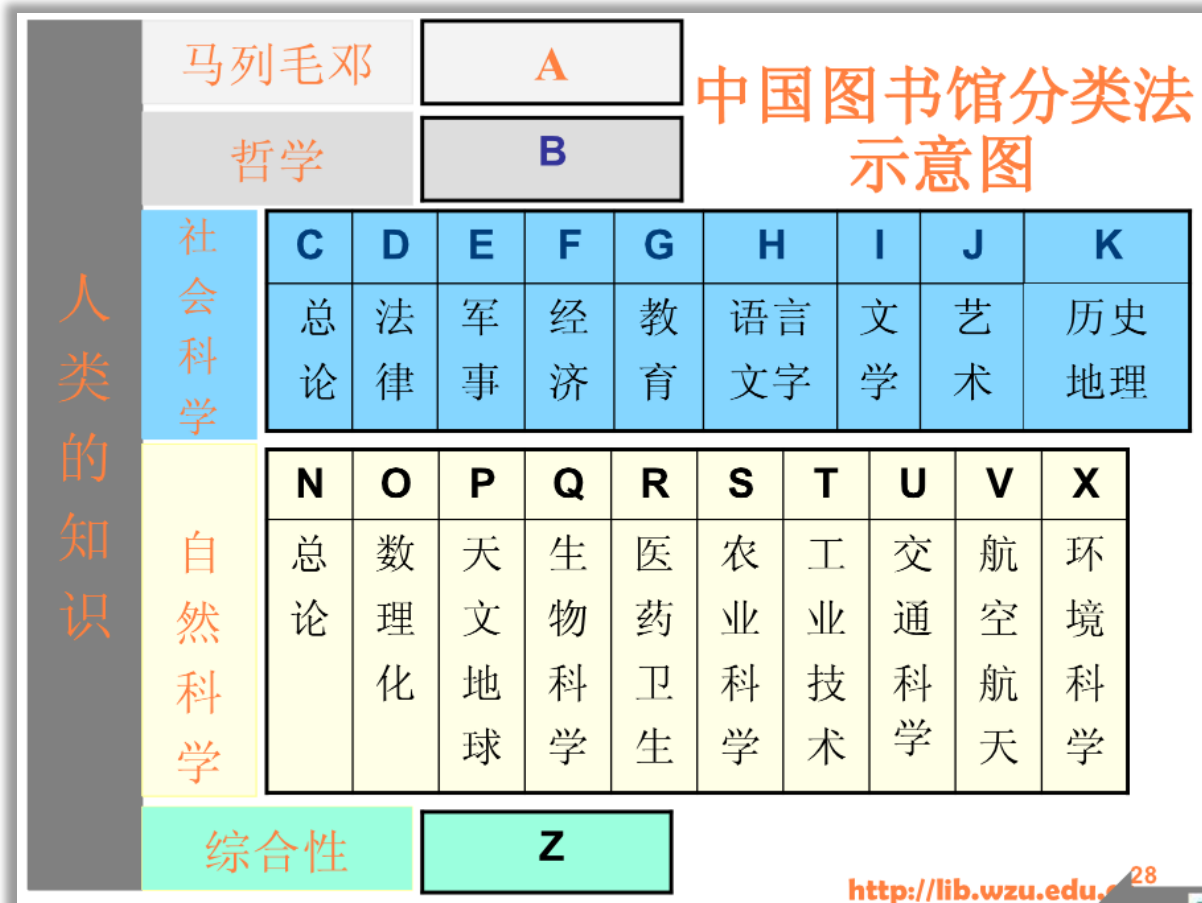 马列毛邓 A
中国图书馆分类法
示意图
哲学 B
人类的知识
社会科学
C D E F G H I J K
总论 法律 军事 经济 教育 语言文字 文学 艺术 历史地理
自然科学
N O P Q R S T U V X
总论 数理化 天文地球 生物科学 医药卫生 农业科学 工业技术 交通科学 航空航天 环境科学
综合性 Z
28
http://lib.wzu.edu.